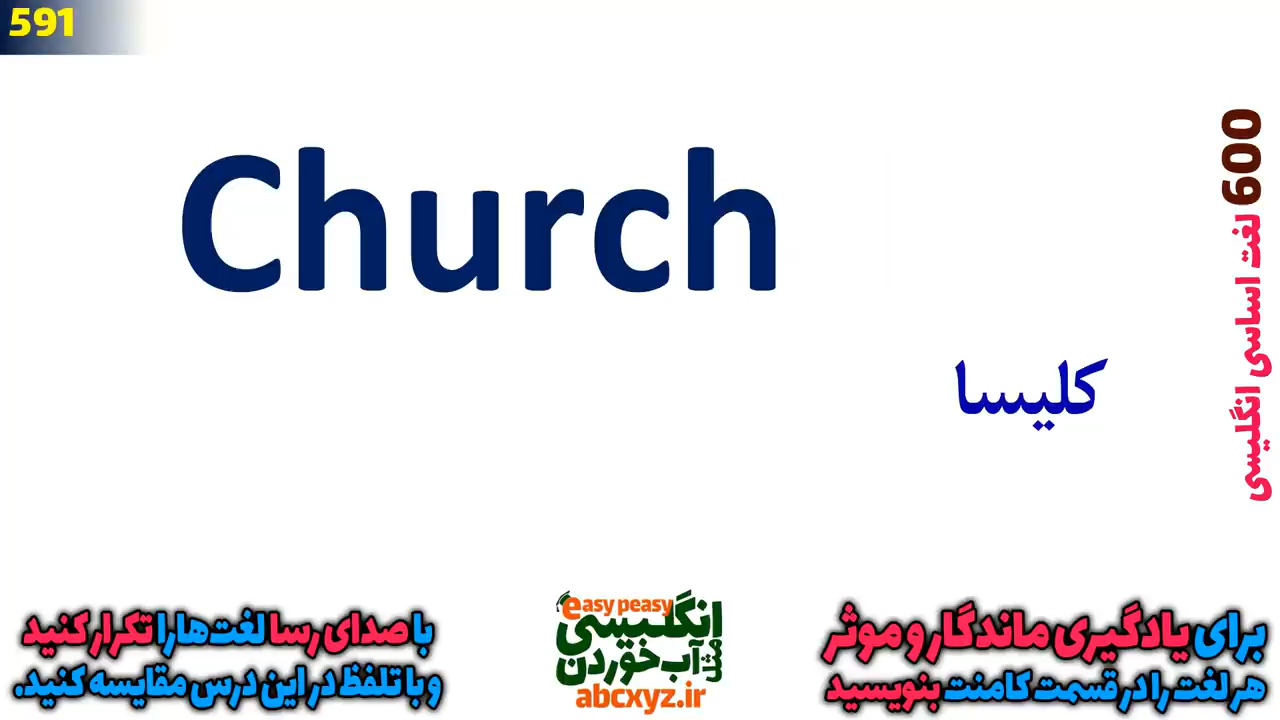 591
Church
کلیسا
600 لغت اساسی انگلیسی
برای یادگیری ماندگار و موثر
هر لغت را در قسمت کامنت بنویسید
easy peasy
انگلیسی
مثل آب خوردن
abcxyz.ir
با صدای رسا لغت‌ها را تکرار کنید
و با تلفظ در این درس مقایسه کنید.